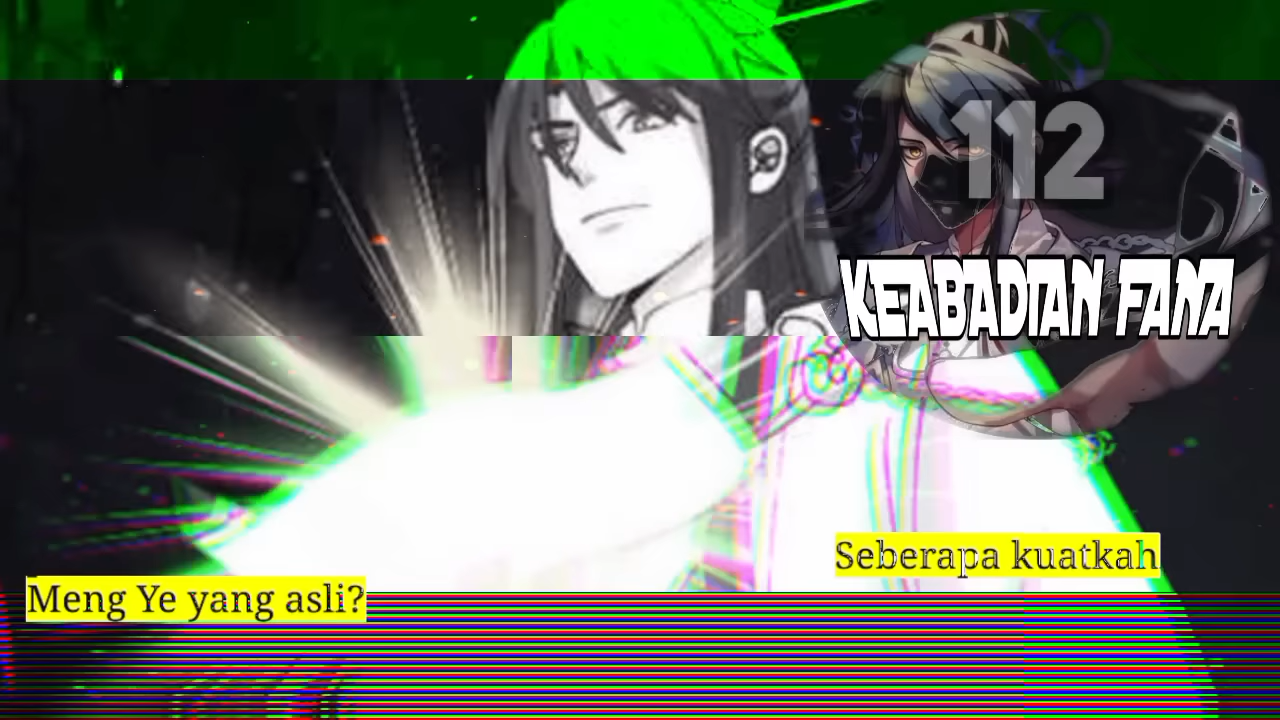 112
KEABADIAN FANA
Seberapa kuatkah
Meng Ye yang asli?